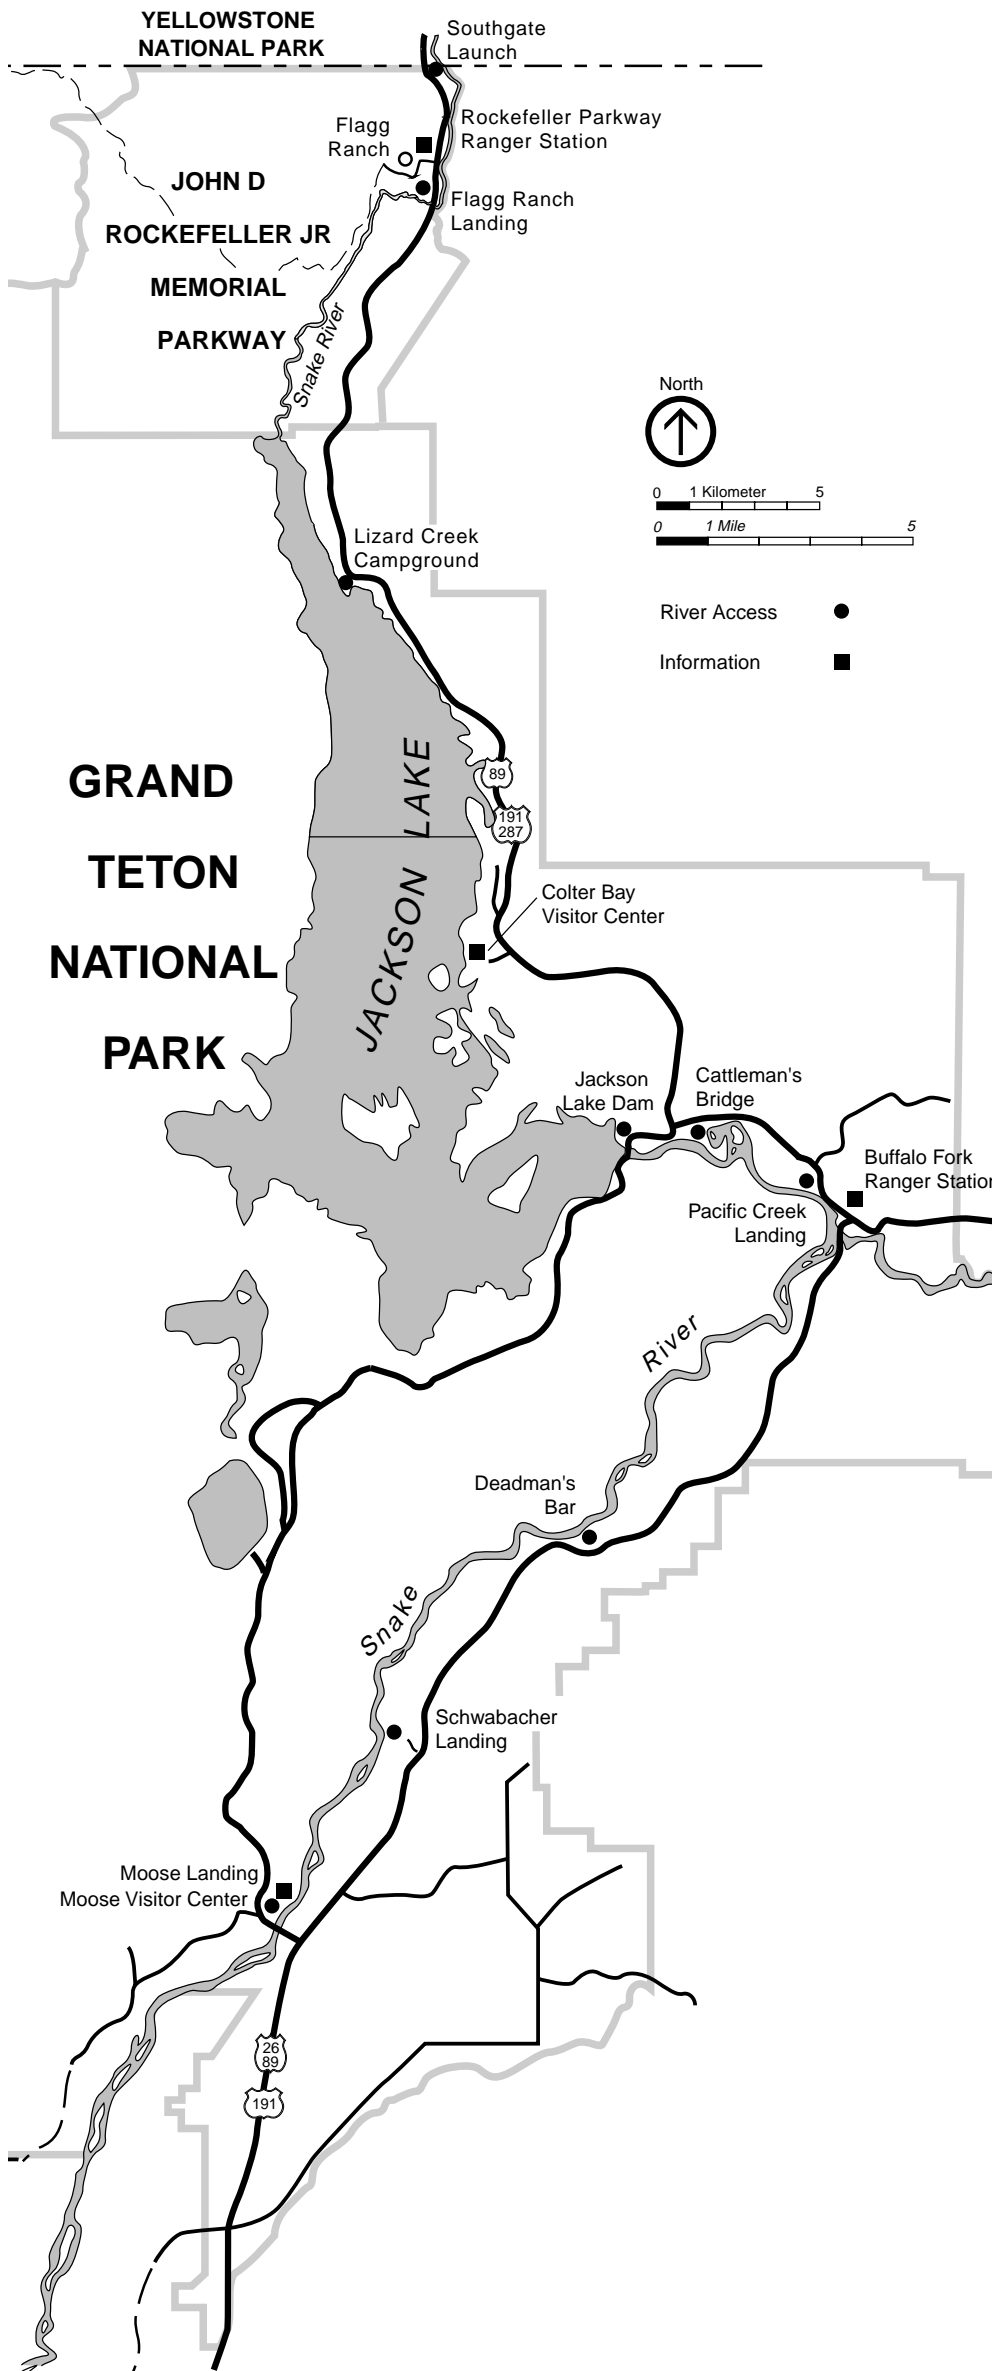 YELLOWSTONE
NATIONAL PARK
Southgate
Launch
Rockefeller Parkway
Ranger Station
Flagg
Ranch
JOHN D
ROCKEFELLER JR
MEMORIAL
PARKWAY
Flagg Ranch
Landing
Snake River
North
0 1 Kilometer 5
0 1 Mile 5
Lizard Creek
Campground
River Access
Information
GRAND
TETON
NATIONAL
PARK
JACKSON LAKE
89
191
287
Colter Bay
Visitor Center
Jackson
Lake Dam
Cattleman's
Bridge
Buffalo Fork
Ranger Station
Pacific Creek
Landing
River
Deadman's
Bar
Snake
Schwabacher
Landing
Moose Landing
Moose Visitor Center
26
89
191